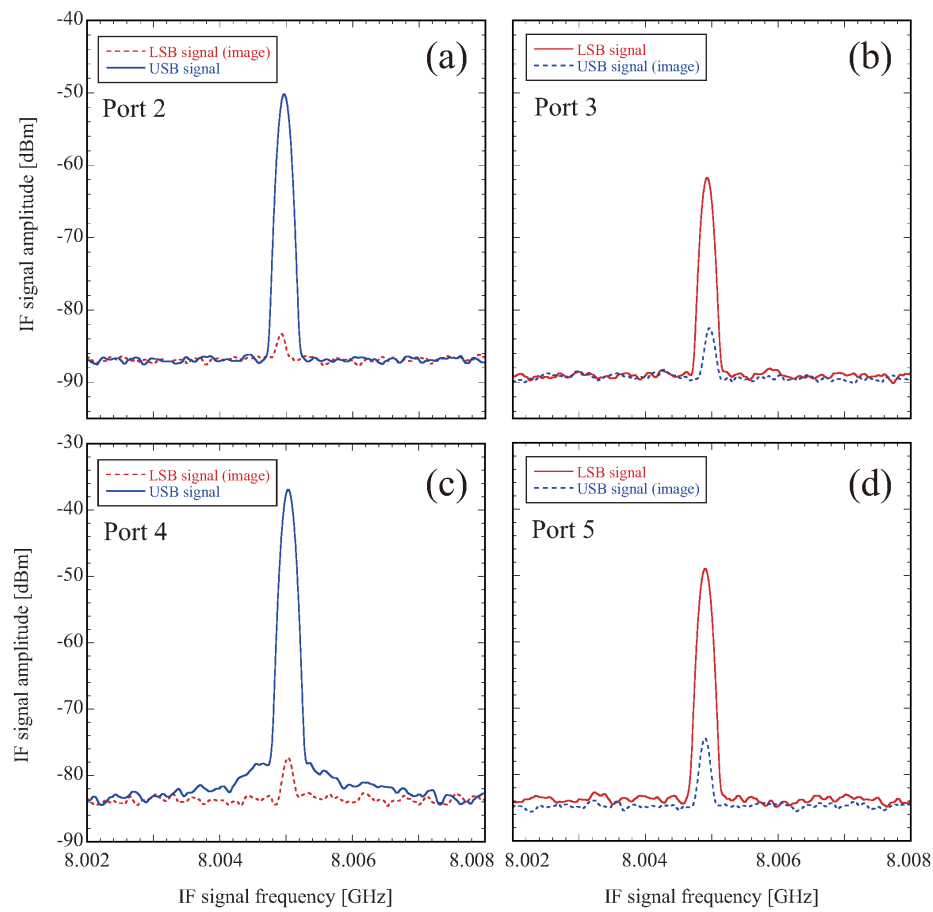 -40
-50
-60
-70
-80
-90
IF signal amplitude [dBm]
LSB signal (image)
USB signal
(a)
Port 2
LSB signal
USB signal (image)
(b)
Port 3
-30
-40
-50
-60
-70
-80
-90
IF signal amplitude [dBm]
LSB signal (image)
USB signal
(c)
Port 4
LSB signal
USB signal (image)
(d)
Port 5
8.002 8.004 8.006 8.008
8.002 8.004 8.006 8.008
IF signal frequency [GHz]
IF signal frequency [GHz]